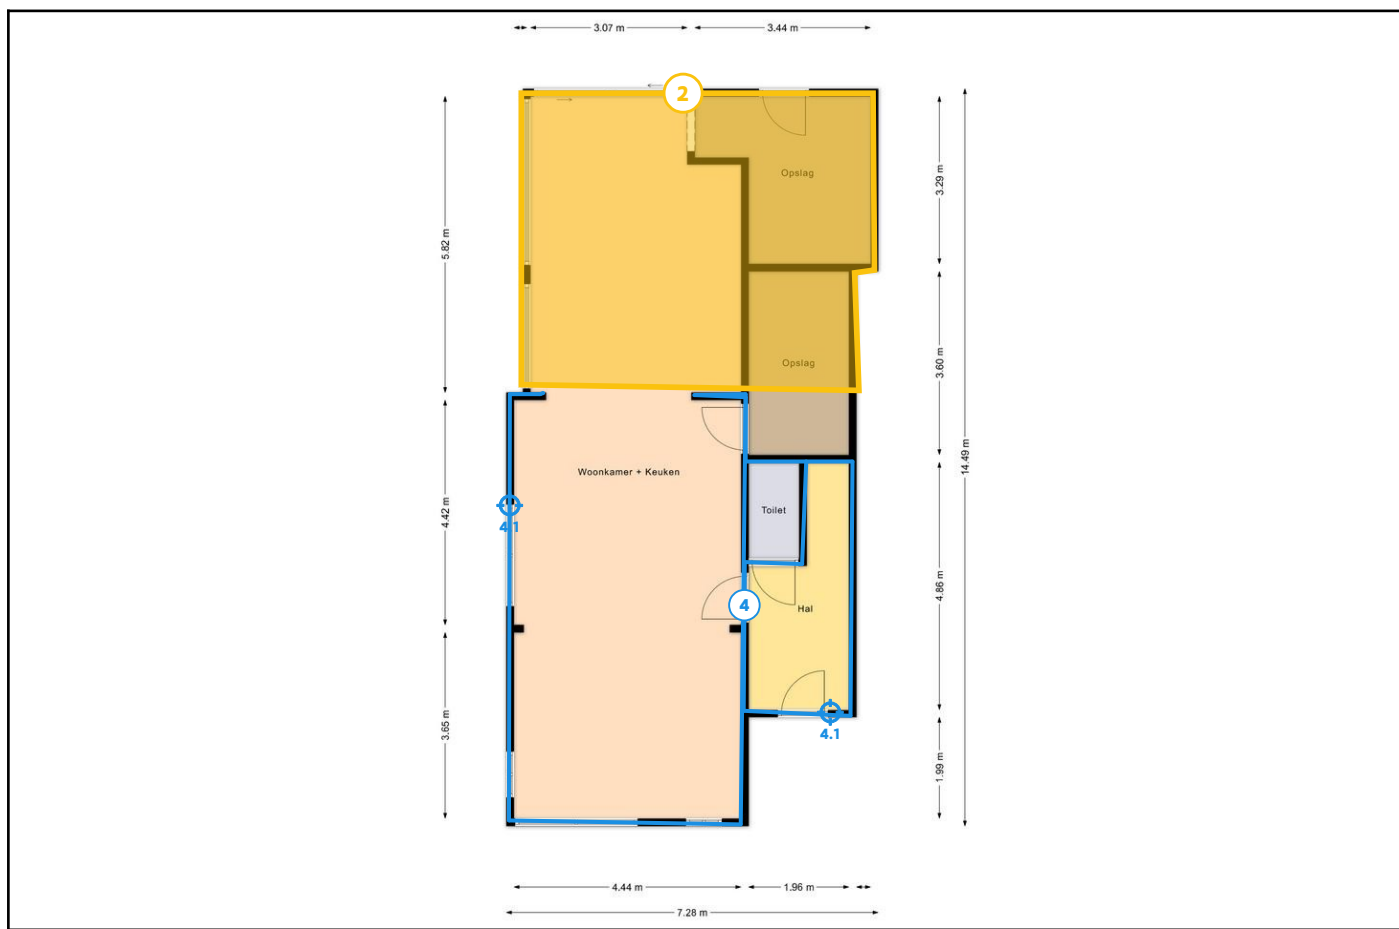 3.07 m
3.44 m
2
Opslag
3.29 m
5.82 m
Opslag
3.60 m
14.49 m
Woonkamer + Keuken
4.42 m
4.1
Toilet
4.86 m
4
Hal
3.65 m
4.1
1.99 m
4.44 m
1.96 m
7.28 m